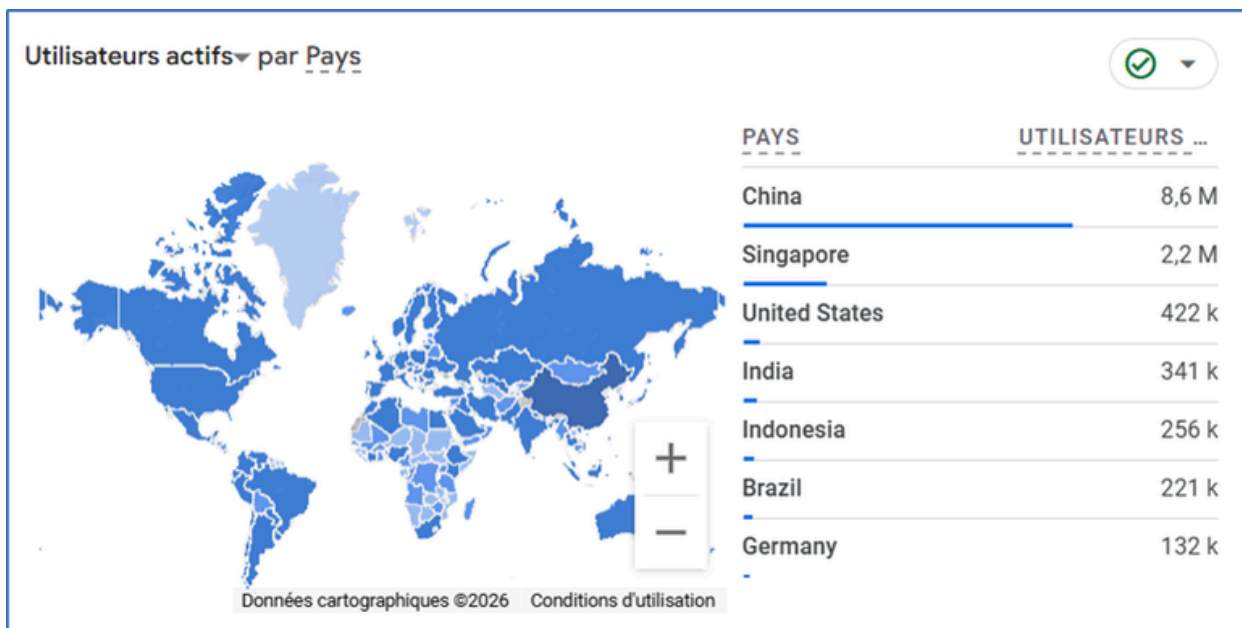 Utilisateurs actifs par Pays
PAYS UTILISATEURS ...
China 8,6 M
Singapore 2,2 M
United States 422 k
India 341 k
Indonesia 256 k
Brazil 221 k
Germany 132 k
+
−
Données cartographiques ©2026 Conditions d'utilisation